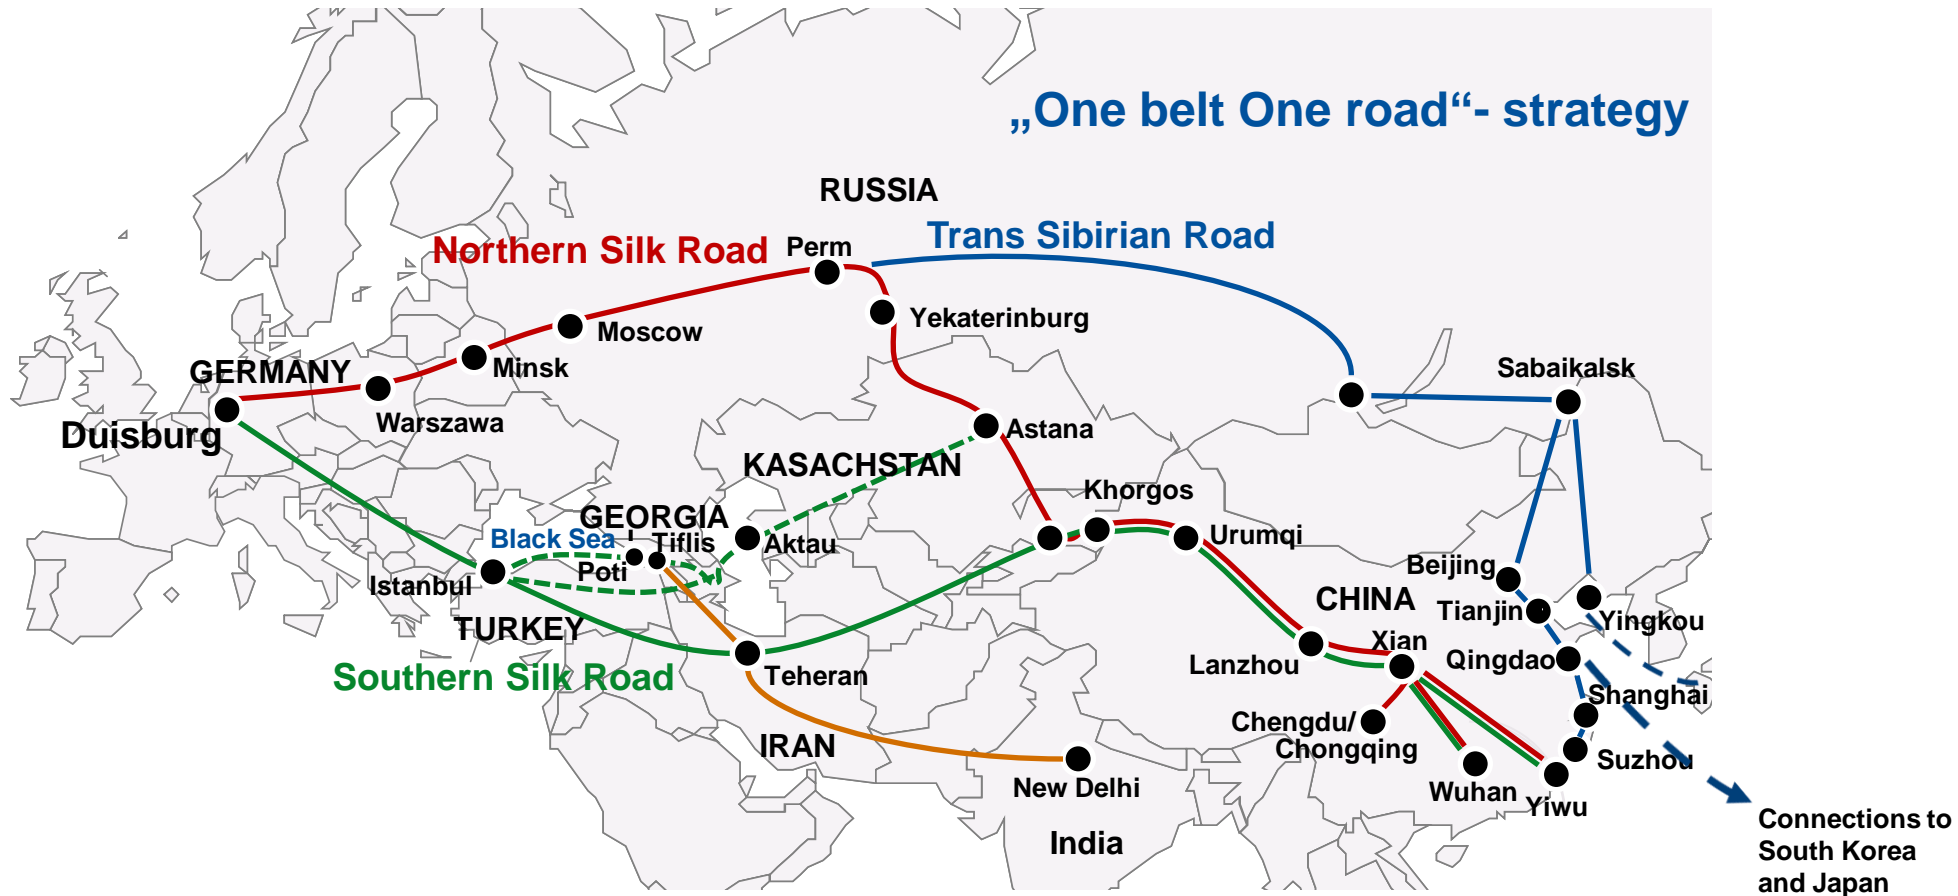 „One belt One road“- strategy
RUSSIA
Trans Sibirian Road
Northern Silk Road
Perm
Yekaterinburg
Moscow
Minsk
Sabaikalsk
GERMANY
Warszawa
Duisburg
Astana
KASACHSTAN
Khorgos
GEORGIA
Black Sea
Tiflis
Aktau
Urumqi
Poti
Istanbul
Beijing
CHINA
Tianjin
Yingkou
TURKEY
Xian
Lanzhou
Qingdao
Southern Silk Road
Teheran
Shanghai
Chengdu/
Chongqing
IRAN
Suzhou
New Delhi
Wuhan
Yiwu
India
Connections to
South Korea
and Japan